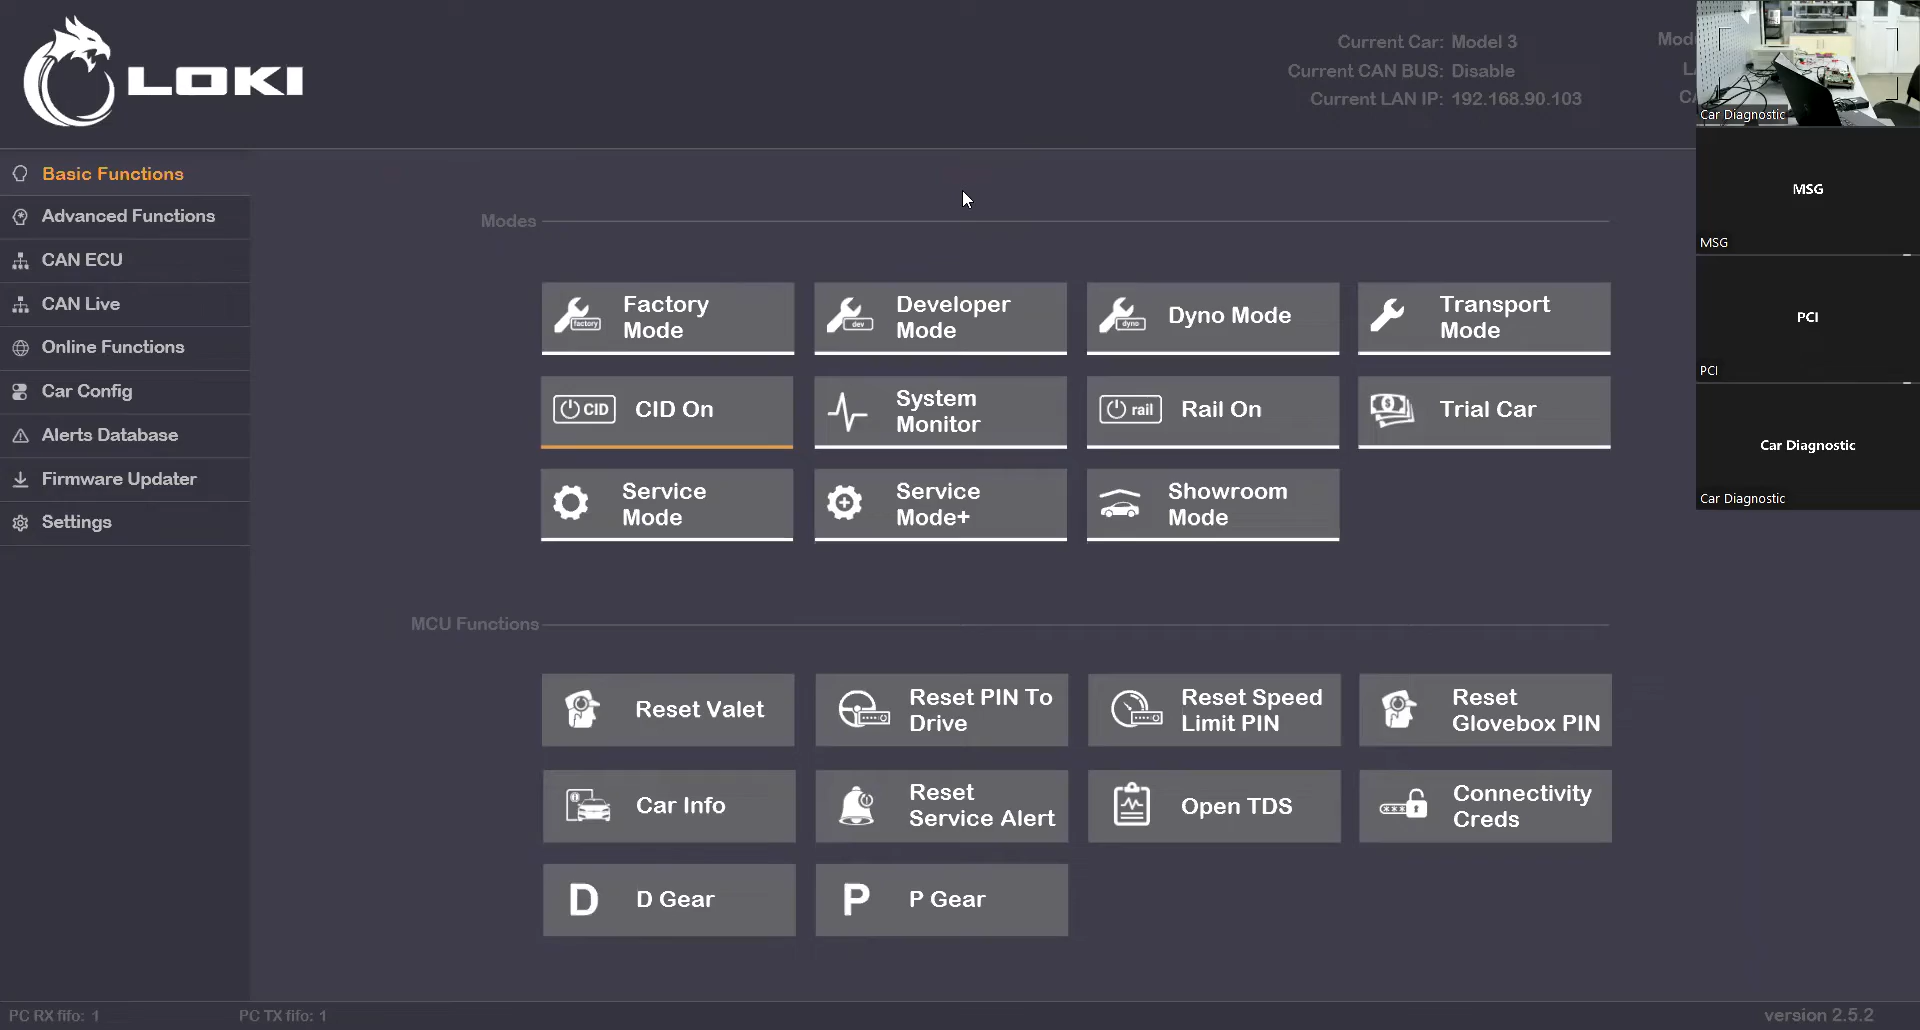 LOKI
Current Car: Model 3
Current CAN BUS: Disable
Current LAN IP: 192.168.90.103
Car Diagnostic
MSG
MSG
PCI
PCI
Car Diagnostic
Car Diagnostic
Basic Functions
Advanced Functions
CAN ECU
CAN Live
Online Functions
Car Config
Alerts Database
Firmware Updater
Settings
Modes
factory
Factory
Mode
dev
Developer
Mode
dyno
Dyno Mode
Transport
Mode
CID
CID On
System
Monitor
rail
Rail On
Trial Car
Service
Mode
Service
Mode+
Showroom
Mode
MCU Functions
Reset Valet
Reset PIN To
Drive
Reset Speed
Limit PIN
Reset
Glovebox PIN
Car Info
Reset
Service Alert
Open TDS
Connectivity
Creds
D
D Gear
P
P Gear
PC RX fifo: 1
PC TX fifo: 1
version 2.5.2